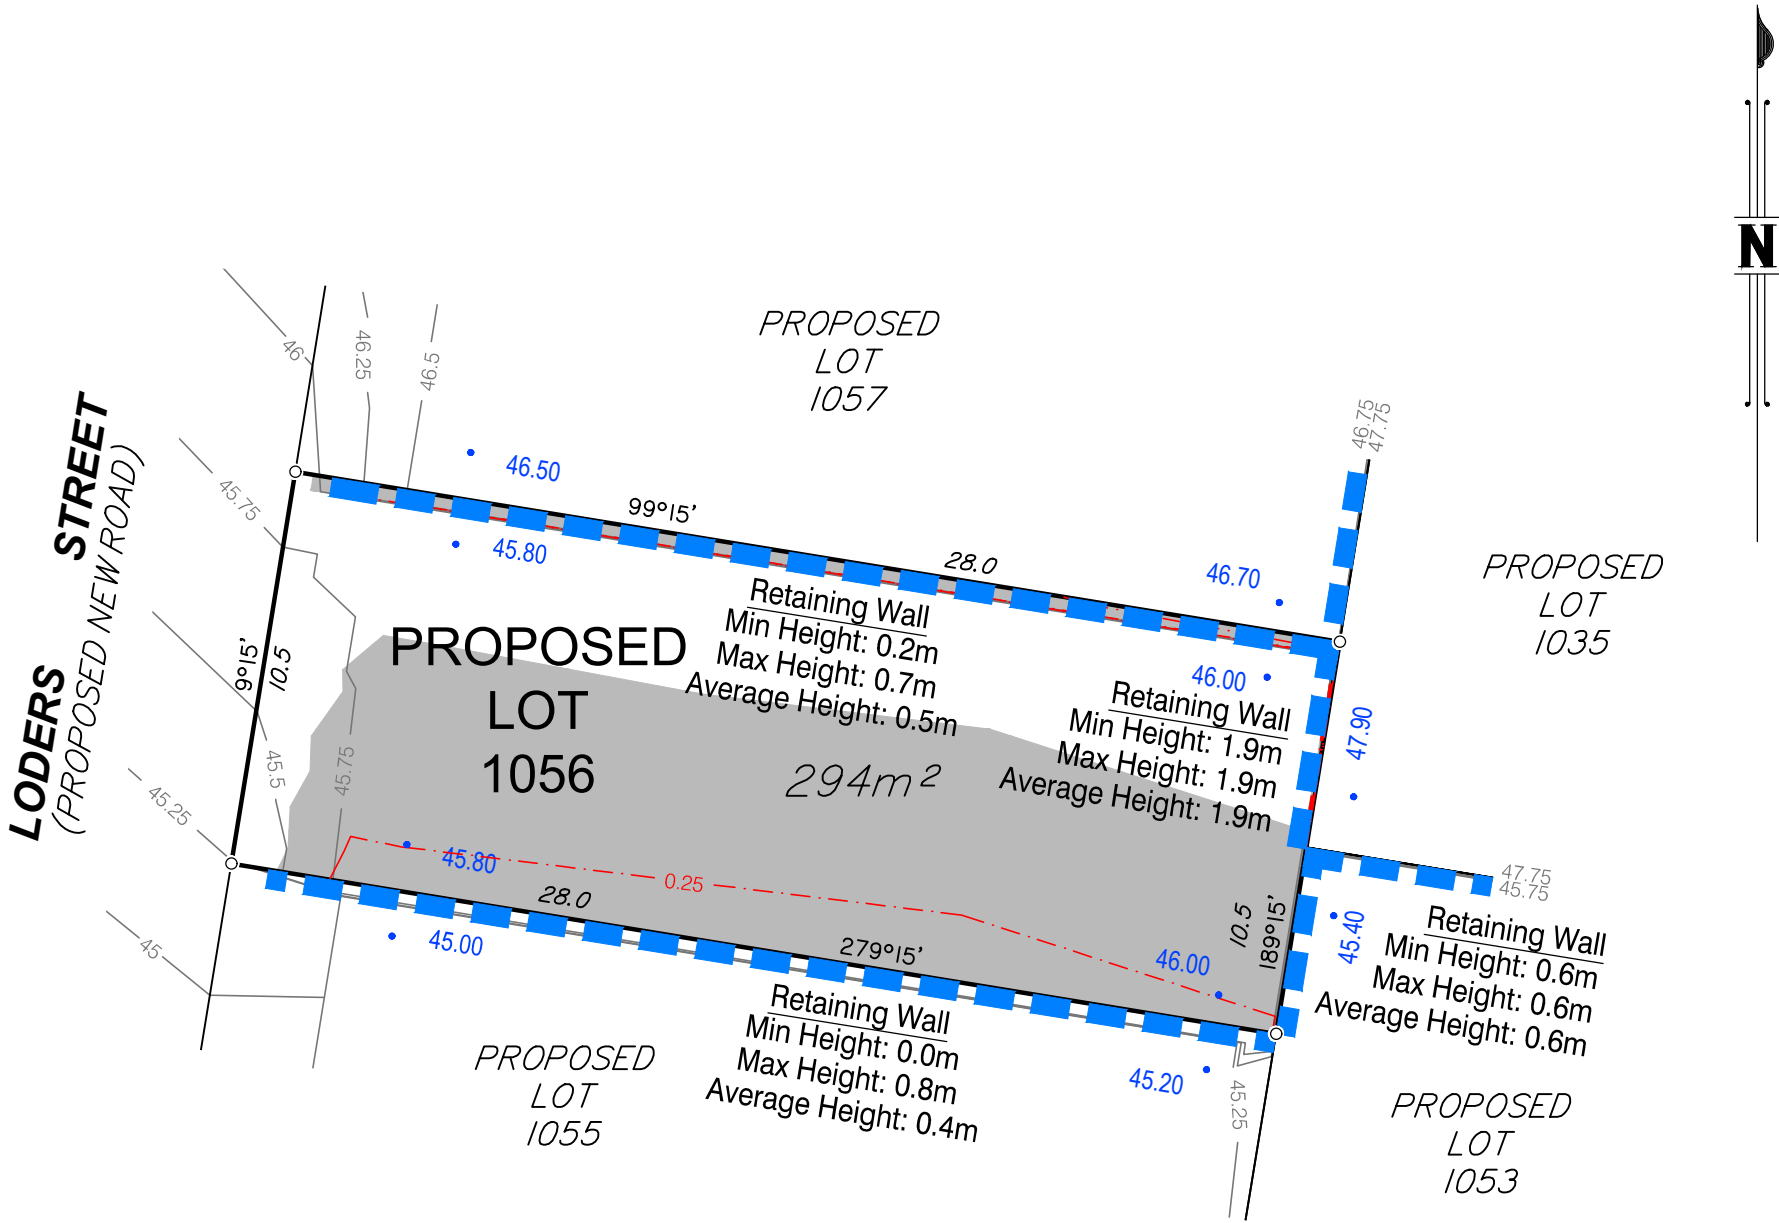 N
PROPOSED
LOT
1057
46
46.25
46.5
46.75
47.75
46.50
45.80
99°15'
28.0
46.70
46.00
PROPOSED
LOT
1035
LODERS STREET
(PROPOSED NEW ROAD)
45.75
9°15'
10.5
45.5
45.75
45.25
45
PROPOSED
LOT
1056
294m²
Retaining Wall
Min Height: 0.2m
Max Height: 0.7m
Average Height: 0.5m
Retaining Wall
Min Height: 1.9m
Max Height: 1.9m
Average Height: 1.9m
47.90
47.75
45.75
45.80
0.25
28.0
45.00
279°15'
46.00
10.5
189°15'
45.40
Retaining Wall
Min Height: 0.6m
Max Height: 0.6m
Average Height: 0.6m
Retaining Wall
Min Height: 0.0m
Max Height: 0.8m
Average Height: 0.4m
45.20
45.25
PROPOSED
LOT
1055
PROPOSED
LOT
1053